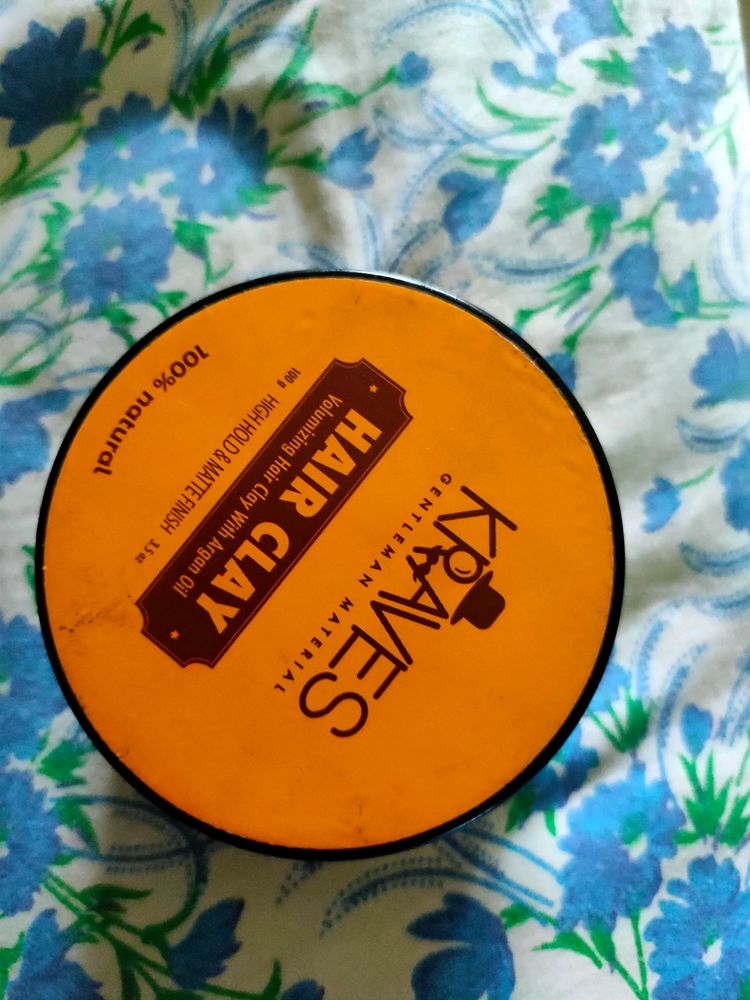 KRAVES
GENTLEMAN MATERIAL
HAIR CLAY
Volumizing Hair Clay With Argan Oil
100 g HIGH HOLD & MATTE FINISH 3.5 oz
100% natural